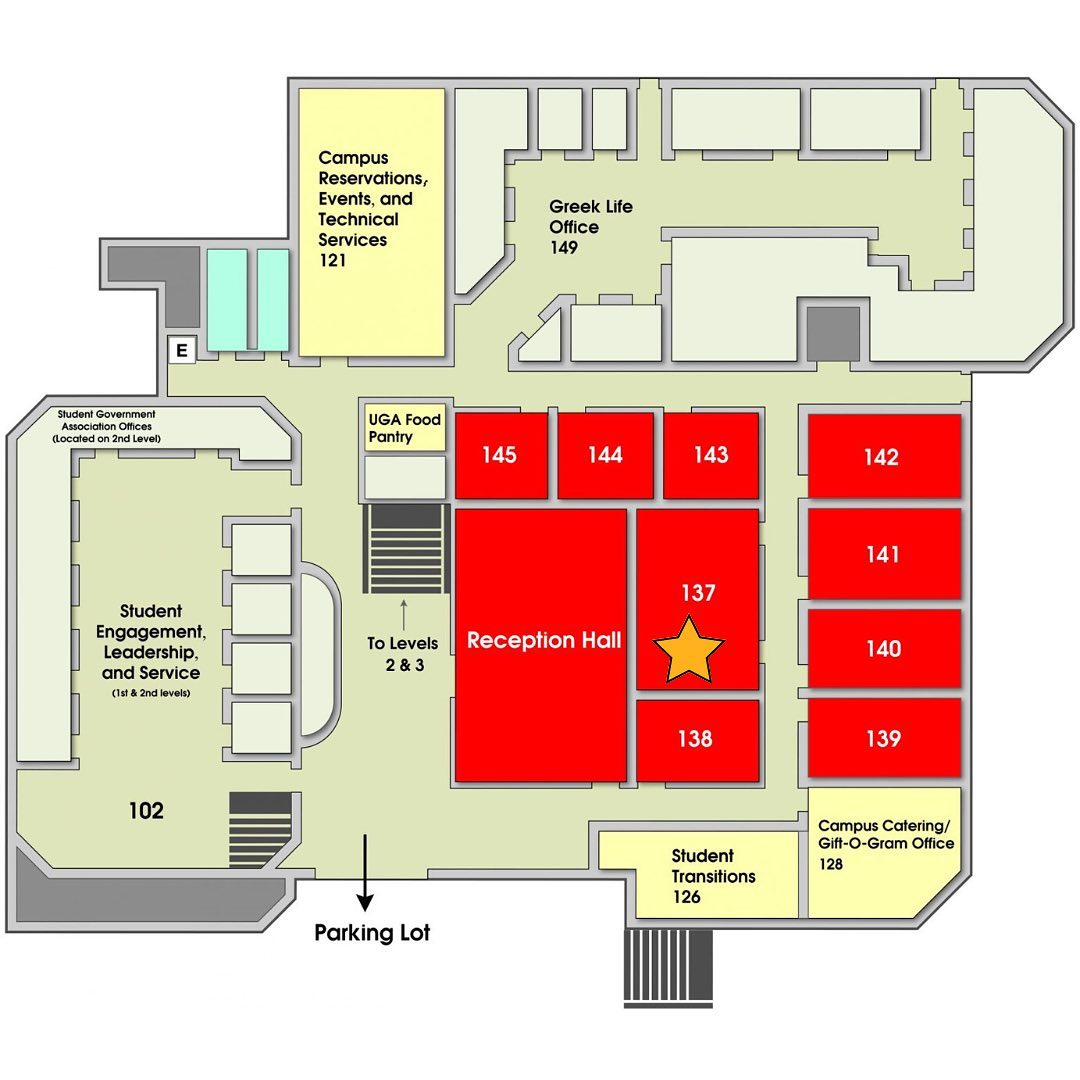 Campus
Reservations,
Events, and
Technical
Services
121
Greek Life
Office
149
E
Student Government
Association Offices
(Located on 2nd Level)
UGA Food
Pantry
145
144
143
142
141
137
Reception Hall
140
138
139
To Levels
2 & 3
Student
Engagement,
Leadership,
and Service
(1st & 2nd levels)
102
Campus Catering/
Gift-O-Gram Office
128
Student
Transitions
126
Parking Lot